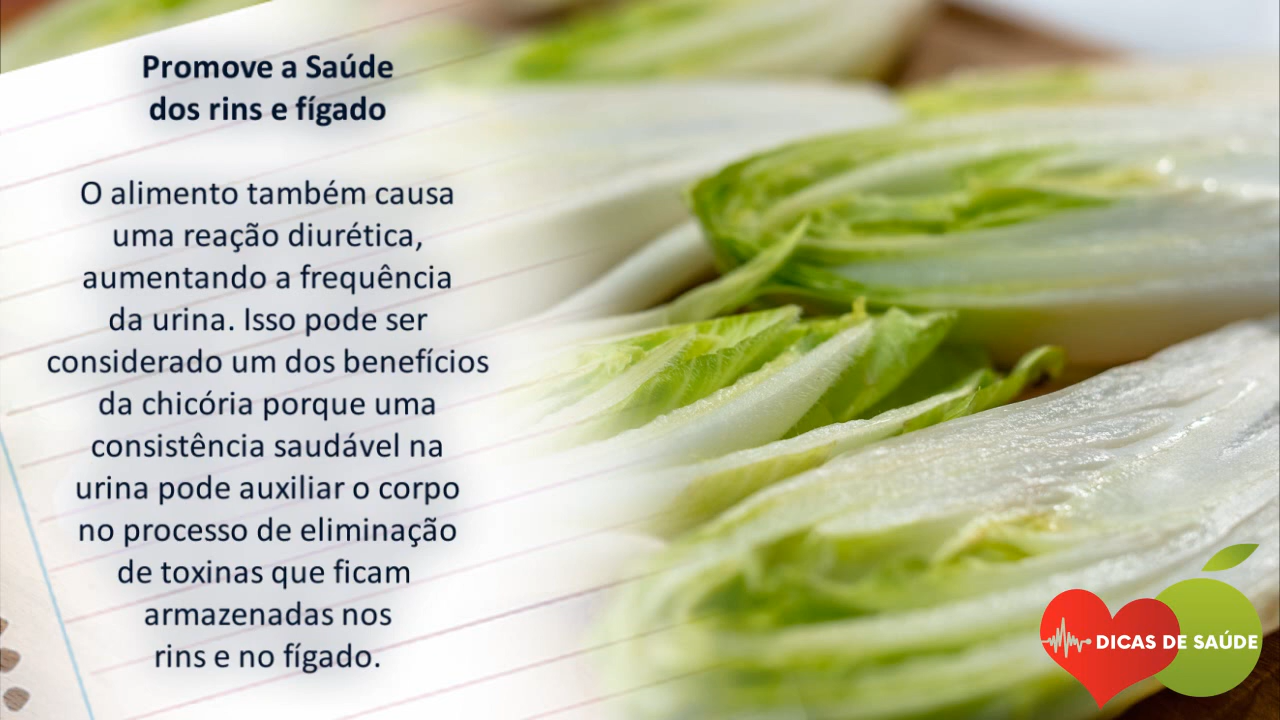 Promove a Saúde
dos rins e fígado
O alimento também causa
uma reação diurética,
aumentando a frequência
da urina. Isso pode ser
considerado um dos benefícios
da chicória porque uma
consistência saudável na
urina pode auxiliar o corpo
no processo de eliminação
de toxinas que ficam
armazenadas nos
rins e no fígado.
DICAS DE SAÚDE